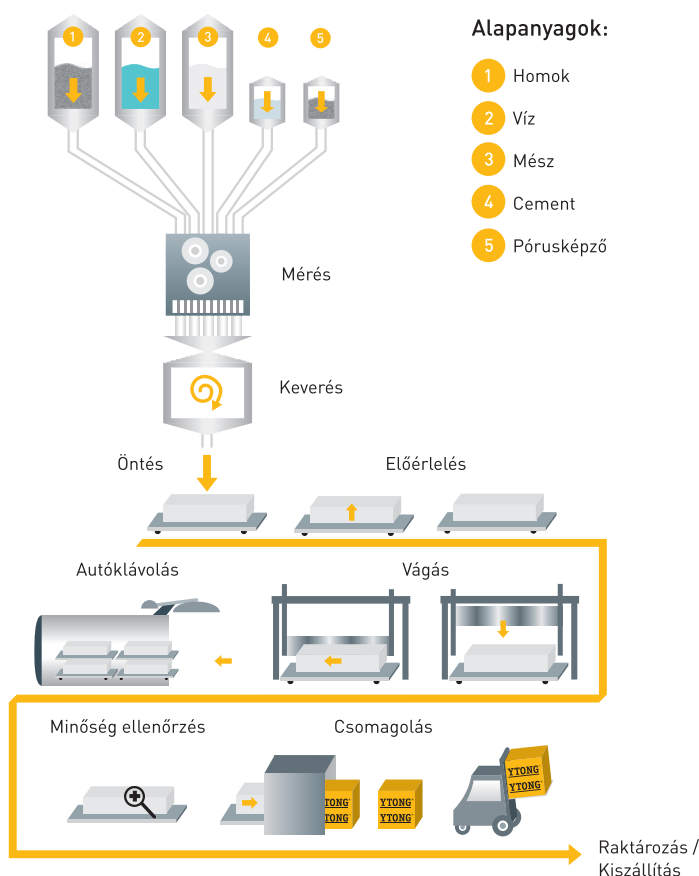 1
2
3
4
5
Alapanyagok:
1 Homok
2 Víz
3 Mész
4 Cement
5 Pórusképző
Mérés
Keverés
Öntés
Előérlelés
Autóklávolás
Vágás
Minőség ellenőrzés
Csomagolás
YTONG
YTONG
YTONG
YTONG
YTONG
YTONG
Raktározás /
Kiszállítás